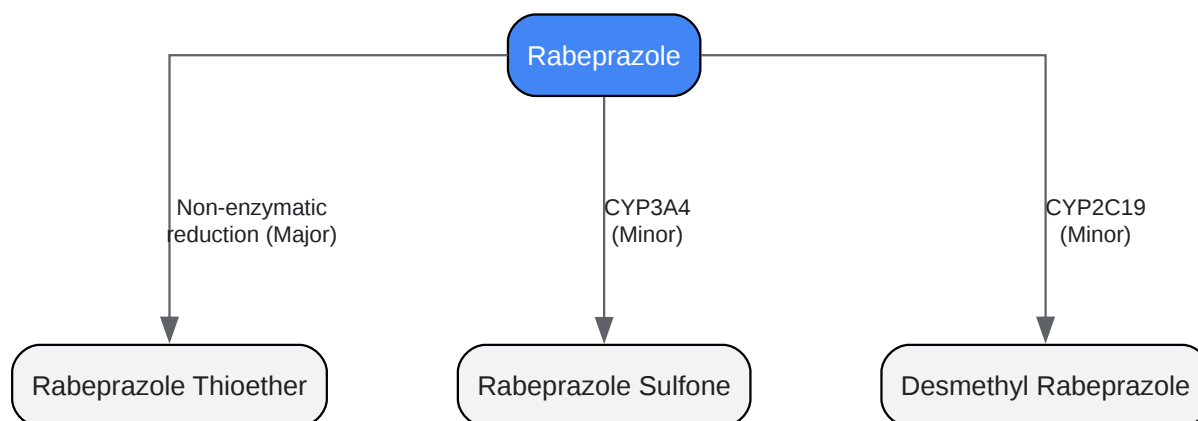 Rabeprazole
Non-enzymatic
reduction (Major)
CYP3A4
(Minor)
CYP2C19
(Minor)
Rabeprazole Thioether
Rabeprazole Sulfone
Desmethyl Rabeprazole